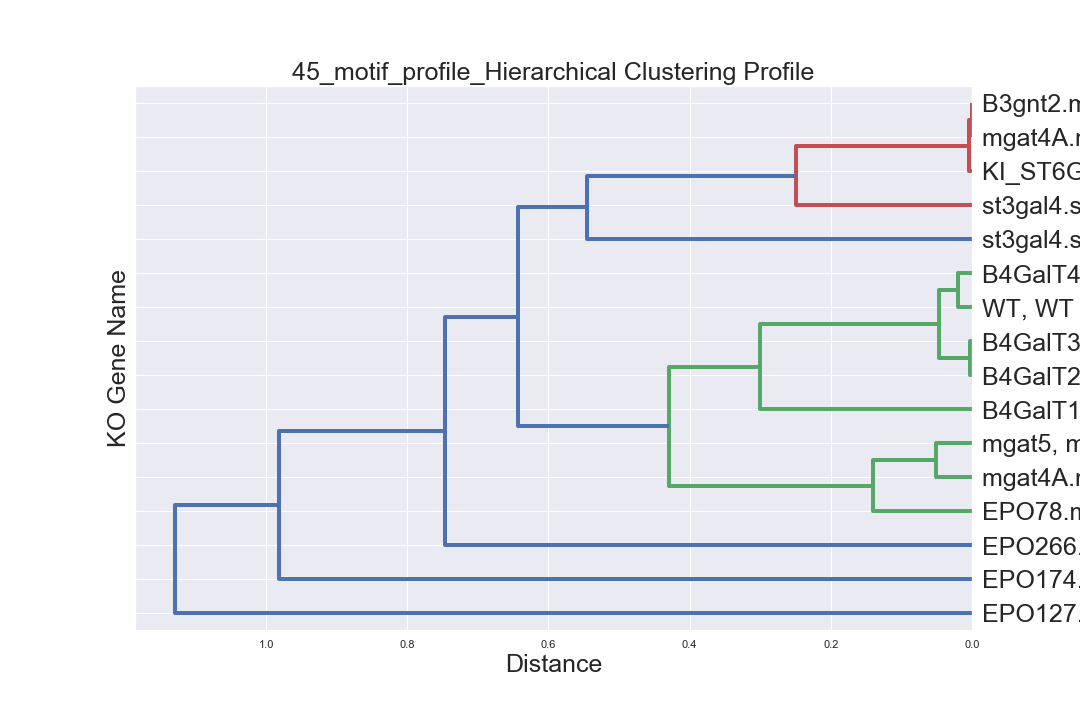 45_motif_profile_Hierarchical Clustering Profile
B3gnt2.m
mgat4A.
KI_ST6G
st3gal4.s
st3gal4.s
B4GalT4
WT, WT
B4GalT3
B4GalT2
B4GalT1
mgat5, m
mgat4A.
EPO78.m
EPO266.
EPO174.
EPO127.
KO Gene Name
1.0 0.8 0.6 0.4 0.2 0.0
Distance